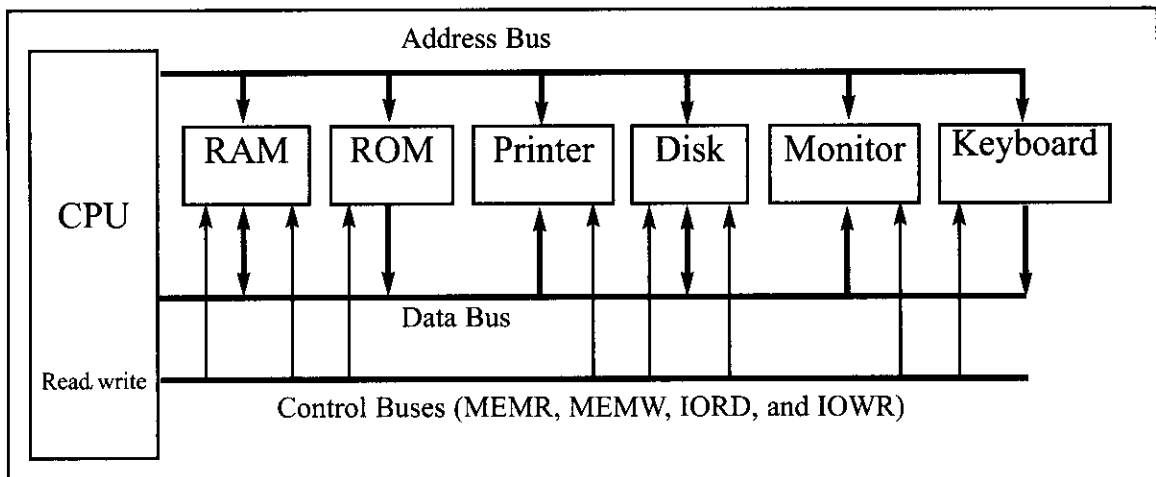 Address Bus
RAM ROM Printer Disk Monitor Keyboard
CPU
Data Bus
Read write
Control Buses (MEMR, MEMW, IORD, and IOWR)